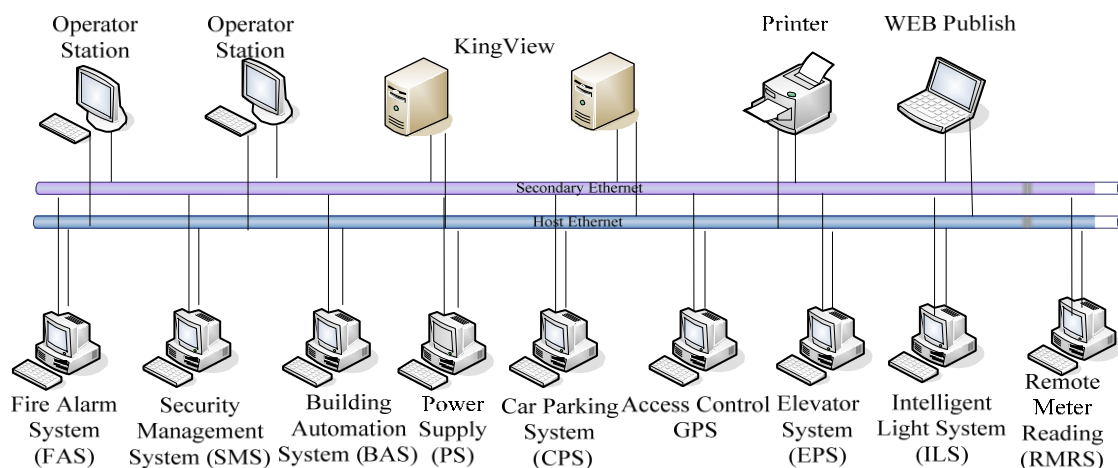 Operator
Station
Operator
Station
KingView
Printer
WEB Publish
Secondary Ethernet
Host Ethernet
Fire Alarm
System
(FAS)
Security
Management
System (SMS)
Building
Automation
System (BAS)
Power
Supply
(PS)
Car Parking
System
(CPS)
Access Control
GPS
Elevator
System
(EPS)
Intelligent
Light System
(ILS)
Remote
Meter
Reading
(RMRS)